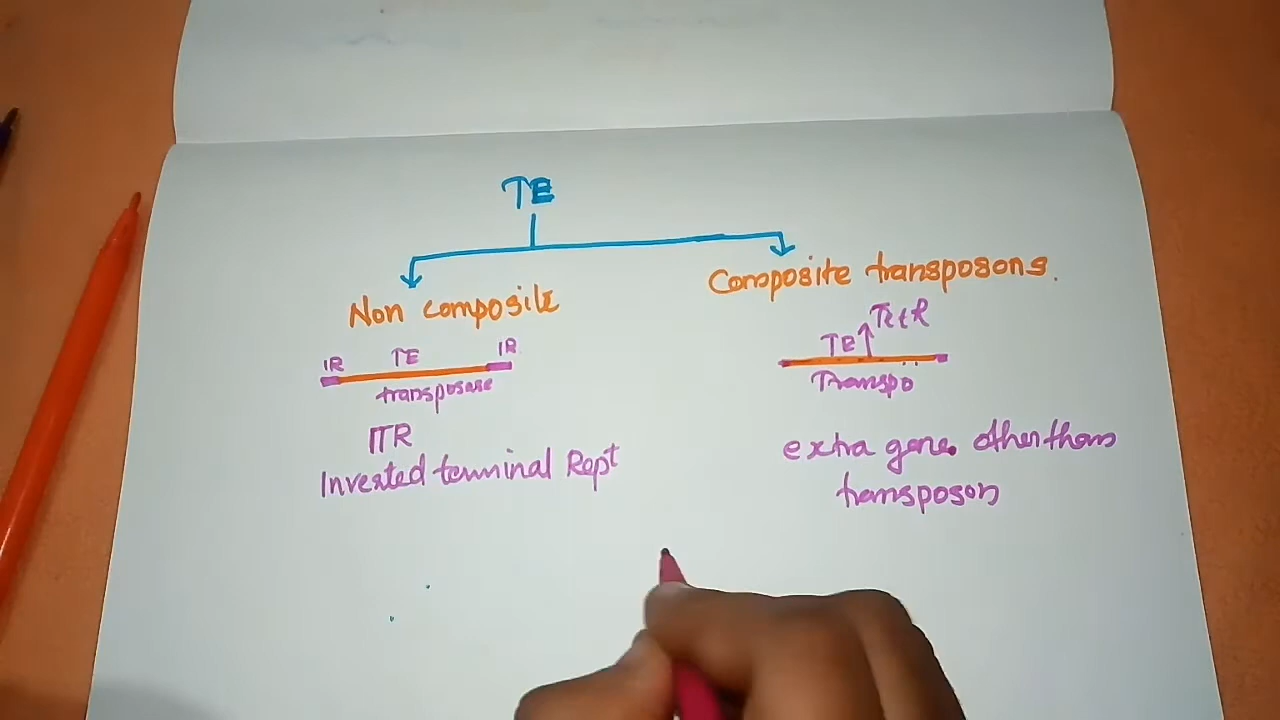 TE
Non composite
Composite transposons.
IR TE IR
transposase
TE TetR
Transpo
ITR
Inverted terminal Rept
extra gene other than
transposon